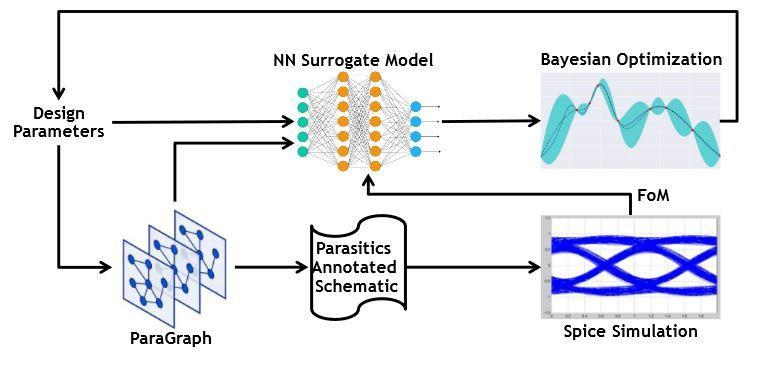 NN Surrogate Model
Bayesian Optimization
Design
Parameters
FoM
Parasitics
Annotated
Schematic
ParaGraph
Spice Simulation